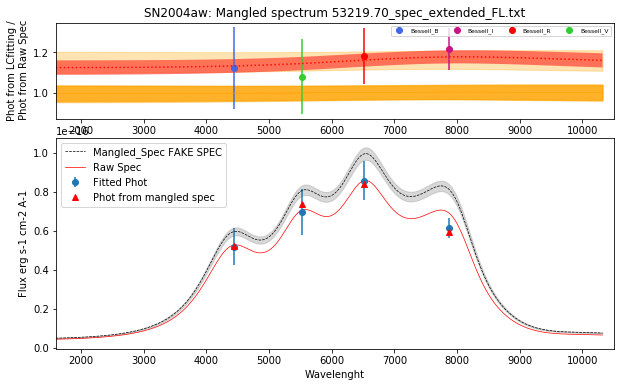 SN2004aw: Mangled spectrum 53219.70_spec_extended_FL.txt
Phot from LCfitting /
Phot from Raw Spec
1.2
1.0
Bessell_B
Bessell_I
Bessell_R
Bessell_V
2000 3000 4000 5000 6000 7000 8000 9000 10000
1e−16
Flux erg s-1 cm-2 A-1
1.0
0.8
0.6
0.4
0.2
0.0
Mangled_Spec FAKE SPEC
Raw Spec
Fitted Phot
Phot from mangled spec
2000 3000 4000 5000 6000 7000 8000 9000 10000
Wavelenght